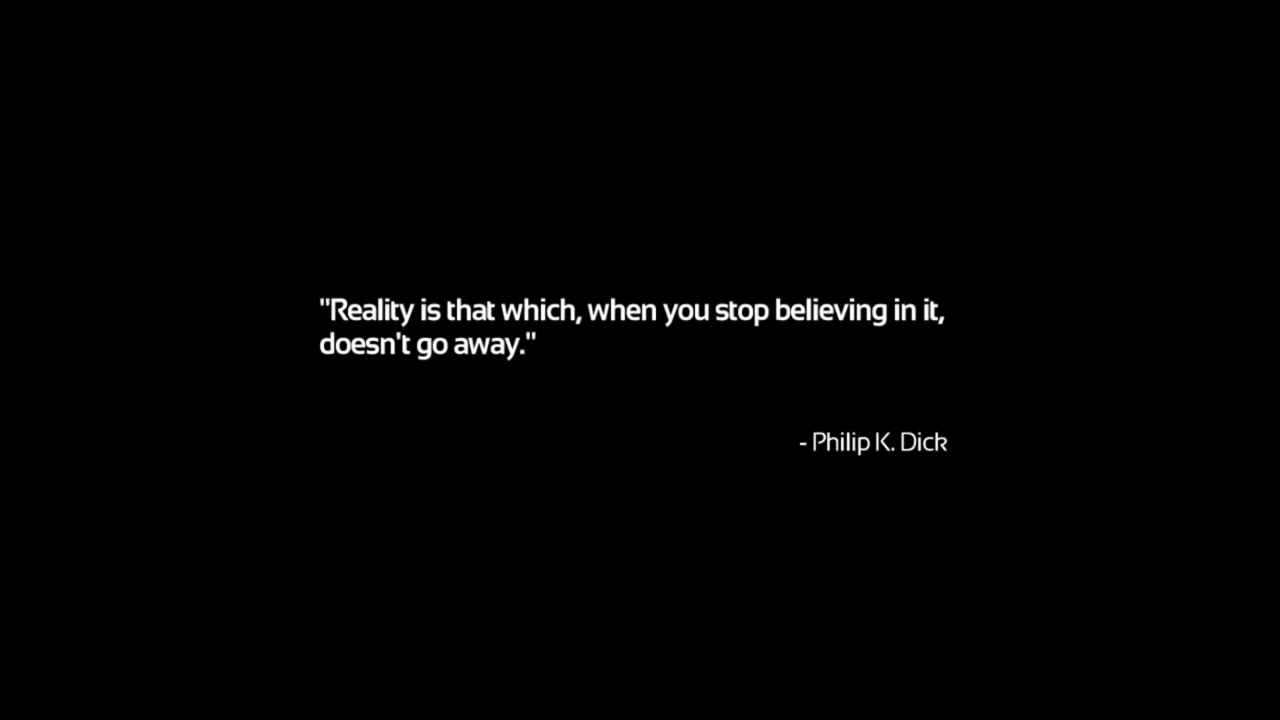 "Reality is that which, when you stop believing in it,
doesn't go away."
- Philip K. Dick